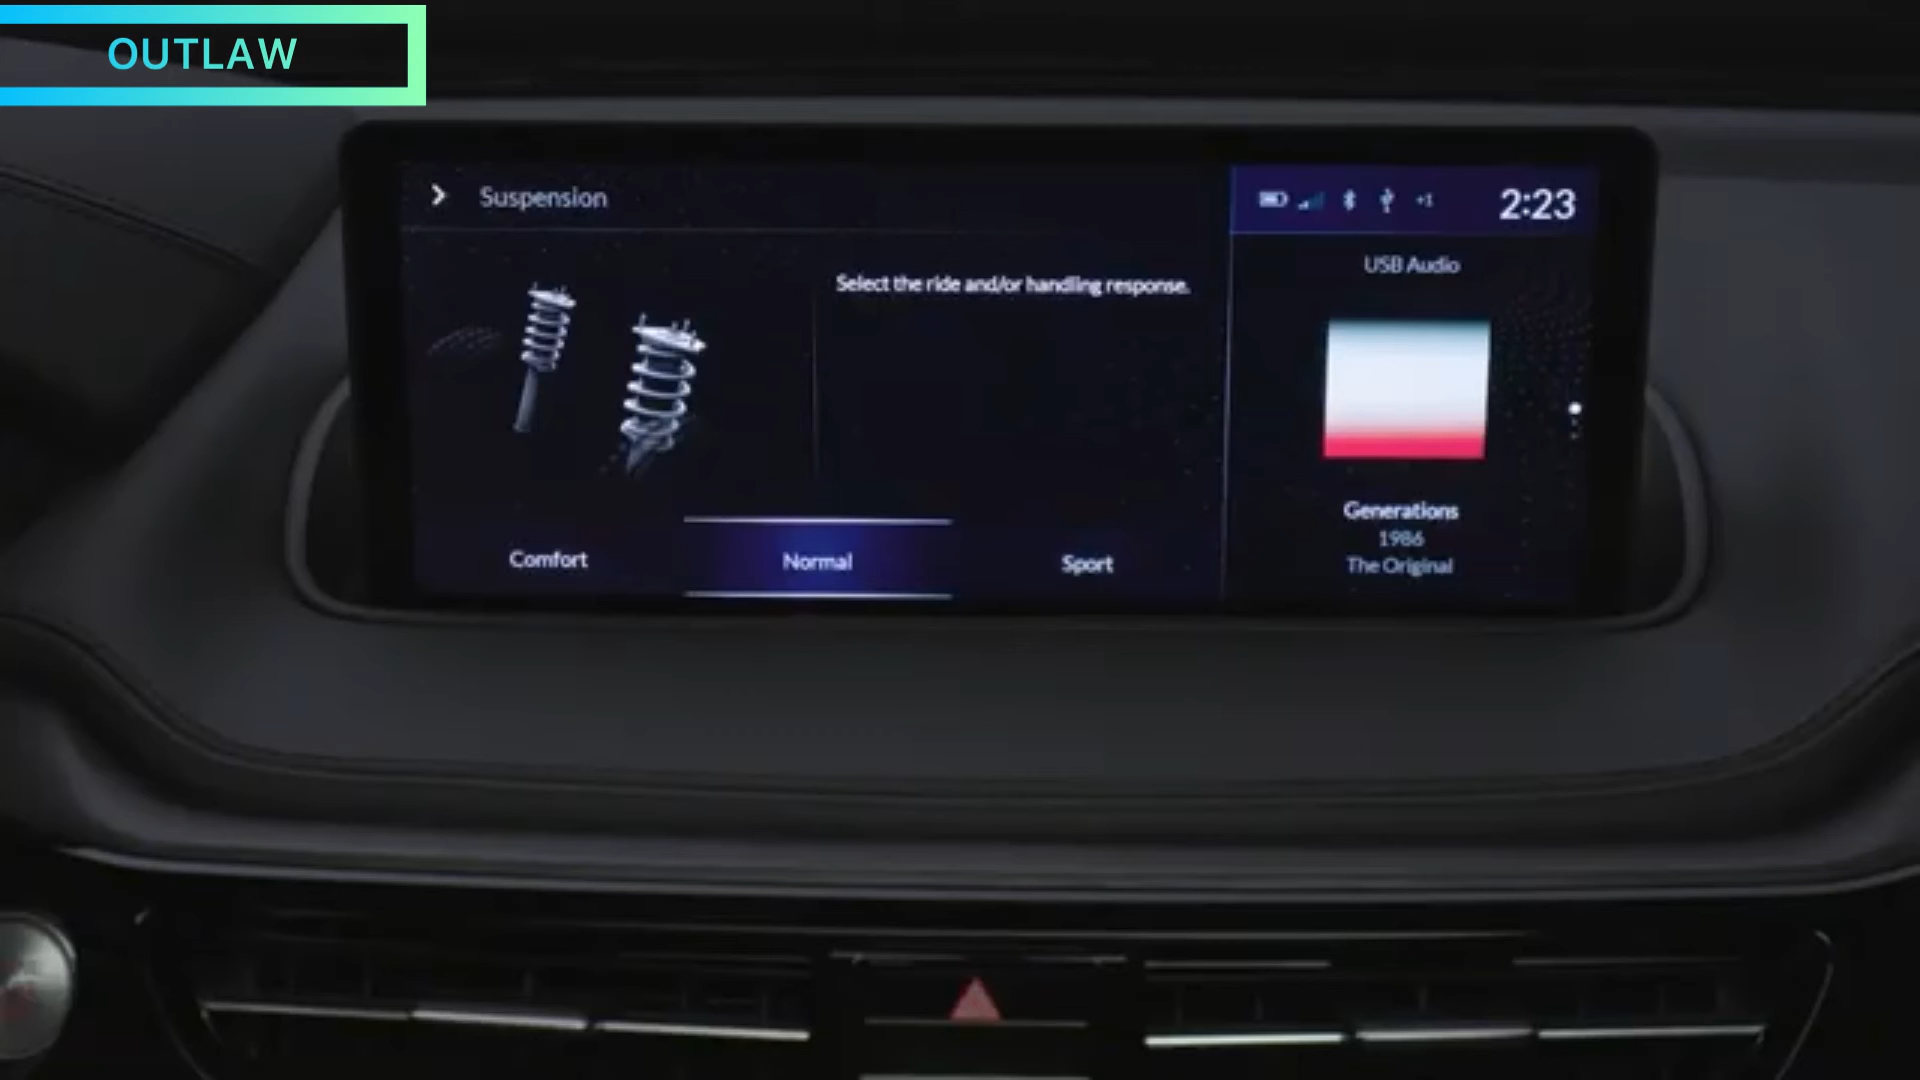 OUTLAW
Suspension
2:23
+1
USB Audio
Select the ride and/or handling response.
Generations
1986
The Original
Comfort
Normal
Sport